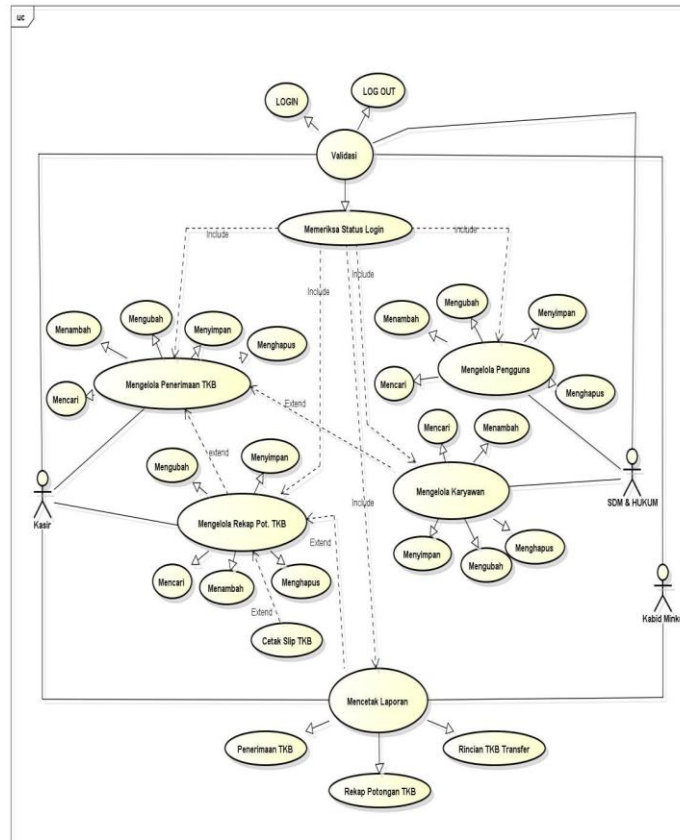 uc
LOG OUT
LOGIN
Validasi
Memeriksa Status Login
Include
Include
Include
Include
Include
Menambah
Mengubah
Menyimpan
Menghapus
Mencari
Mengelola Penerimaan TKB
Menambah
Mengubah
Menyimpan
Mencari
Menghapus
Mengelola Pengguna
Extend
extend
Mencari
Menambah
Mengelola Karyawan
Menyimpan
Mengubah
Menghapus
Mengubah
Menyimpan
Mengelola Rekap Pot. TKB
Mencari
Menambah
Menghapus
Extend
Extend
Cetak Slip TKB
Kasir
SDM & HUKUM
Kabid Minku
Mencetak Laporan
Penerimaan TKB
Rincian TKB Transfer
Rekap Potongan TKB